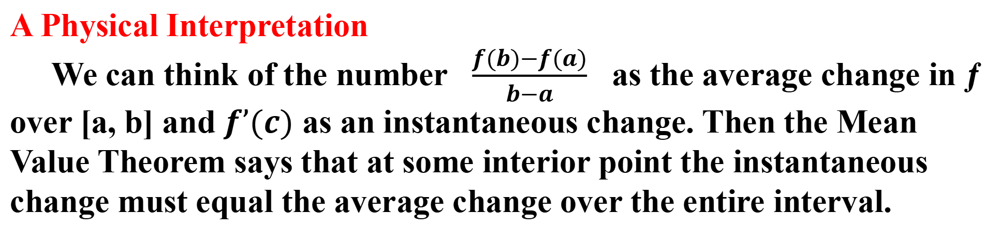 A Physical Interpretation
We can think of the number \frac{f(b)-f(a)}{b-a} as the average change in f
over [a, b] and f’(c) as an instantaneous change. Then the Mean
Value Theorem says that at some interior point the instantaneous
change must equal the average change over the entire interval.